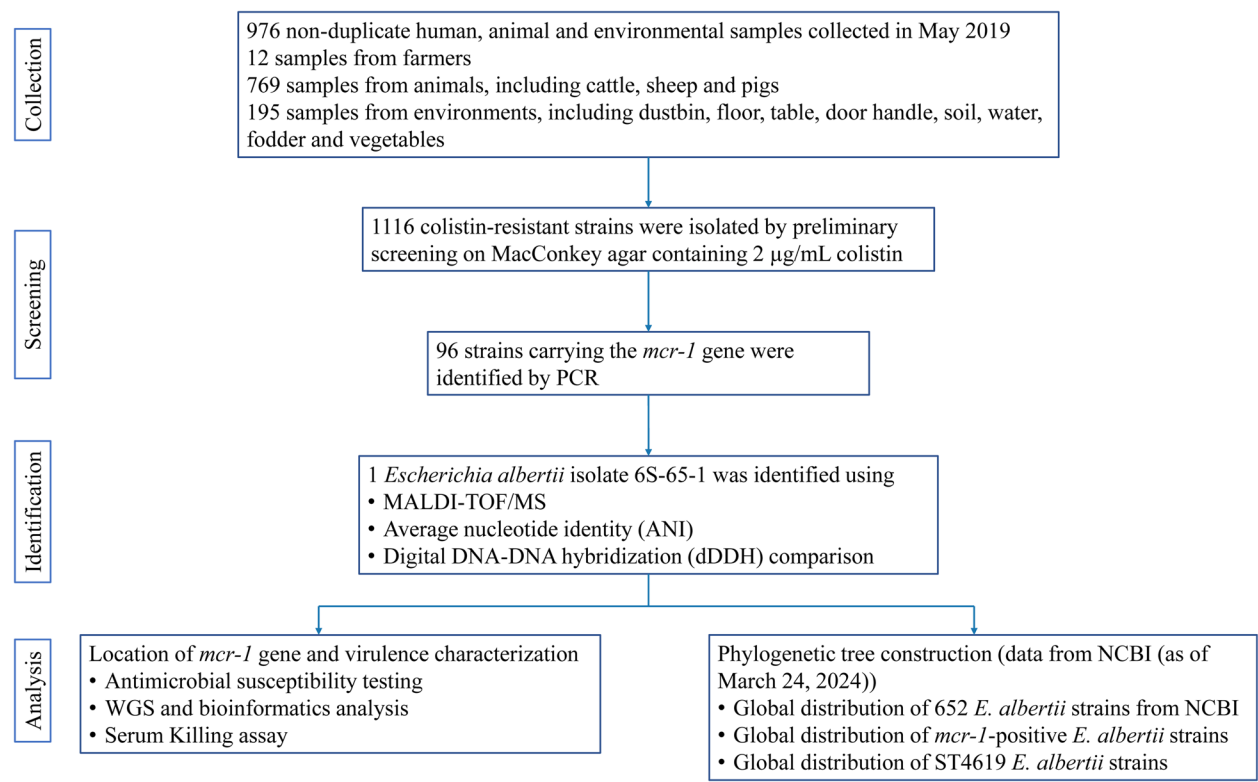 Collection
976 non-duplicate human, animal and environmental samples collected in May 2019
12 samples from farmers
769 samples from animals, including cattle, sheep and pigs
195 samples from environments, including dustbin, floor, table, door handle, soil, water,
fodder and vegetables
Screening
1116 colistin-resistant strains were isolated by preliminary
screening on MacConkey agar containing 2 µg/mL colistin
96 strains carrying the mcr-1 gene were
identified by PCR
Identification
1 Escherichia albertii isolate 6S-65-1 was identified using
• MALDI-TOF/MS
• Average nucleotide identity (ANI)
• Digital DNA-DNA hybridization (dDDH) comparison
Analysis
Location of mcr-1 gene and virulence characterization
• Antimicrobial susceptibility testing
• WGS and bioinformatics analysis
• Serum Killing assay
Phylogenetic tree construction (data from NCBI (as of
March 24, 2024))
• Global distribution of 652 E. albertii strains from NCBI
• Global distribution of mcr-1-positive E. albertii strains
• Global distribution of ST4619 E. albertii strains